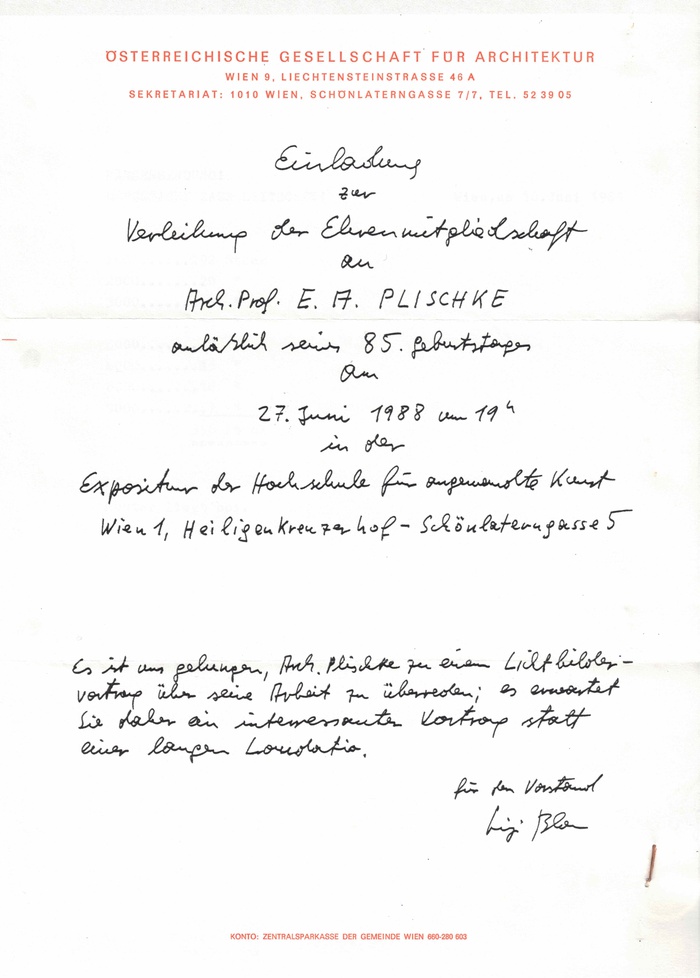 ÖSTERREICHISCHE GESELLSCHAFT FÜR ARCHITEKTUR
WIEN 9, LIECHTENSTEINSTRASSE 46 A
SEKRETARIAT: 1010 WIEN, SCHÖNLATERNGASSE 7/7, TEL. 52 39 05
Einladung
zur
Verleihung der Ehrenmitgliedschaft
an
Arch. Prof. E. A. PLISCHKE
anläßlich seines 85. Geburtstages
am
27. Juni 1988 um 19 h
in der
Expositur der Hochschule für angewandte Kunst
Wien 1, Heiligenkreuzerhof - Schönlaterngasse 5
Es ist uns gelungen, Arch. Plischke zu einem Lichtbilder-
vortrag über seine Arbeit zu überreden; es erwartet
Sie daher ein interessanter Vortrag statt
einer langen Laudatio.
für den Vorstand
Blau
KONTO: ZENTRALSPARKASSE DER GEMEINDE WIEN 660-280 603